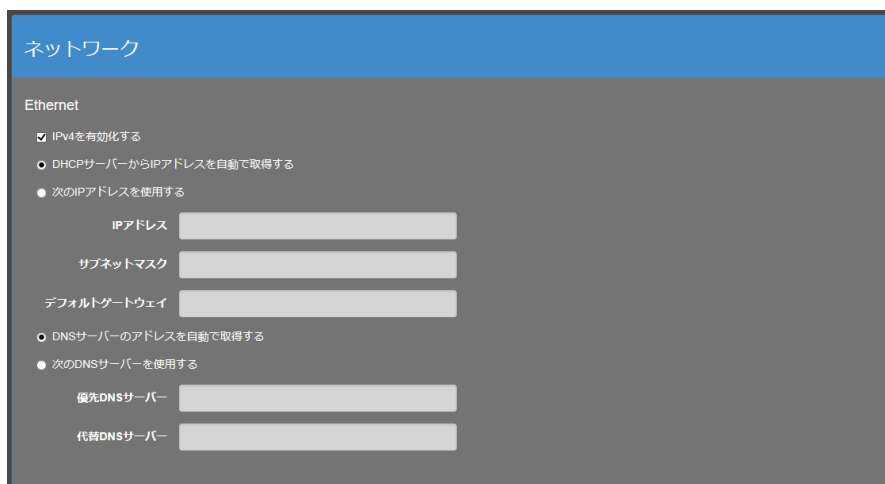 ネットワーク
Ethernet
IPv4を有効化する
DHCPサーバーからIPアドレスを自動で取得する
次のIPアドレスを使用する
IPアドレス
サブネットマスク
デフォルトゲートウェイ
DNSサーバーのアドレスを自動で取得する
次のDNSサーバーを使用する
優先DNSサーバー
代替DNSサーバー